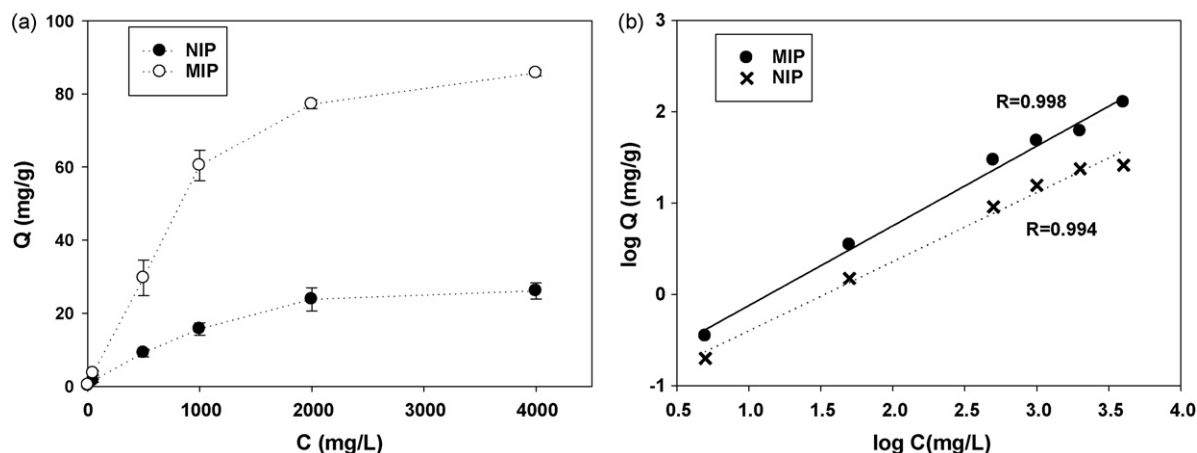 (a)
NIP
MIP
100
80
60
40
20
0
Q (mg/g)
0
1000
2000
3000
4000
C (mg/L)
(b)
MIP
NIP
R=0.998
R=0.994
3
2
1
0
-1
log Q (mg/g)
0.5
1.0
1.5
2.0
2.5
3.0
3.5
4.0
log C(mg/L)